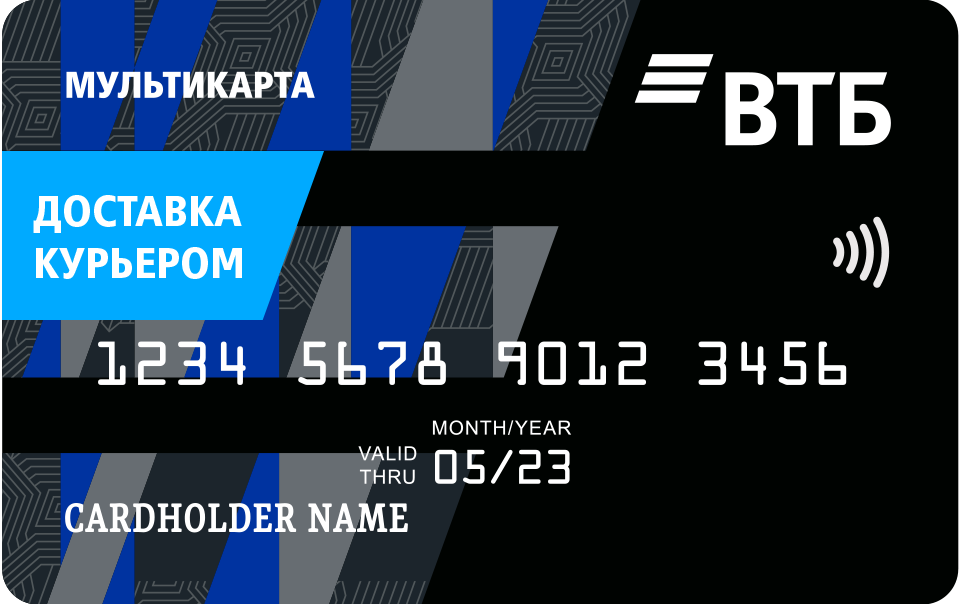 МУЛЬТИКАРТА
ВТБ
ДОСТАВКА
КУРЬЕРОМ
1234 5678 9012 3456
MONTH/YEAR
VALID
THRU
05/23
CARDHOLDER NAME